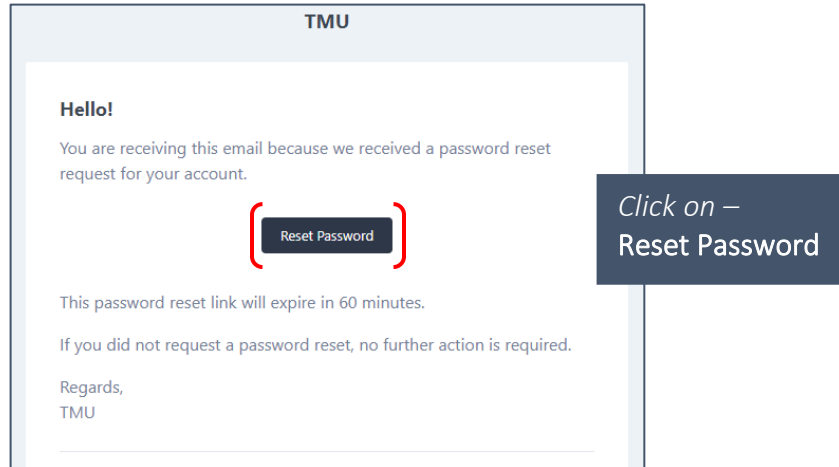 TMU
Hello!
You are receiving this email because we received a password reset
request for your account.
Reset Password
Click on –
Reset Password
This password reset link will expire in 60 minutes.
If you did not request a password reset, no further action is required.
Regards,
TMU